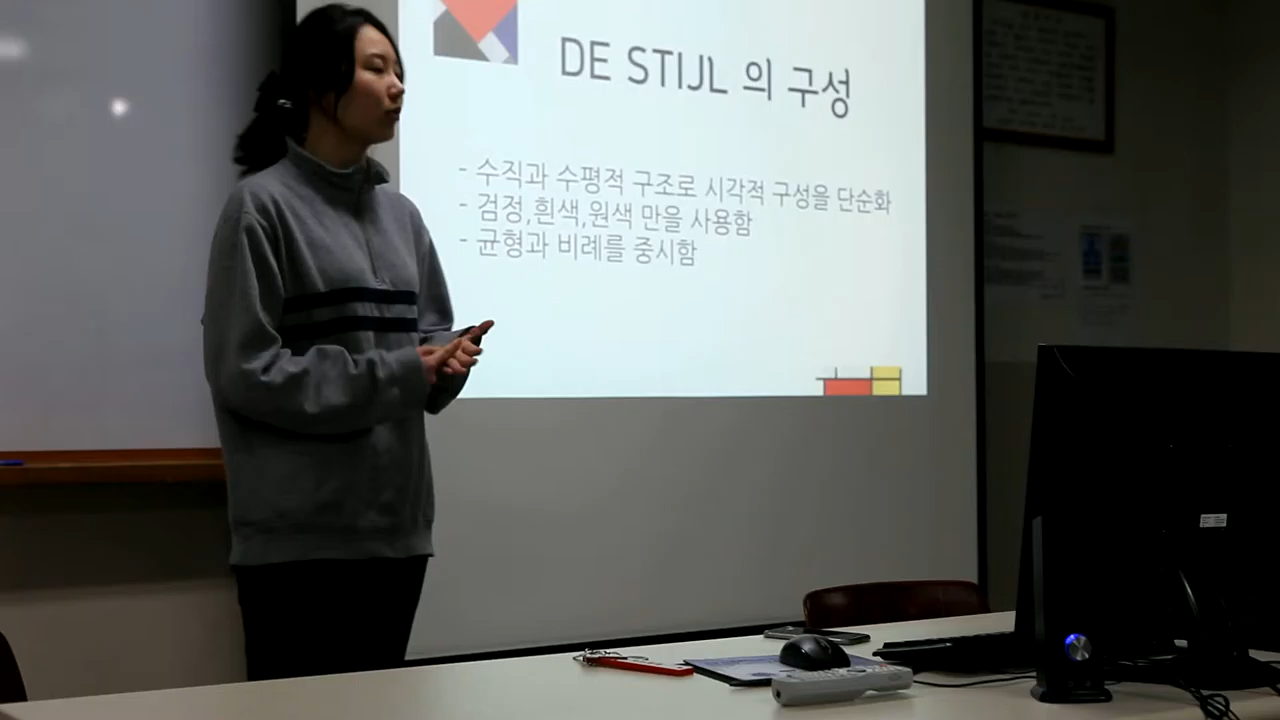 DE STIJL 의 구성
- 수직과 수평적 구조로 시각적 구성을 단순화
- 검정,흰색,원색 만을 사용함
- 균형과 비례를 중시함